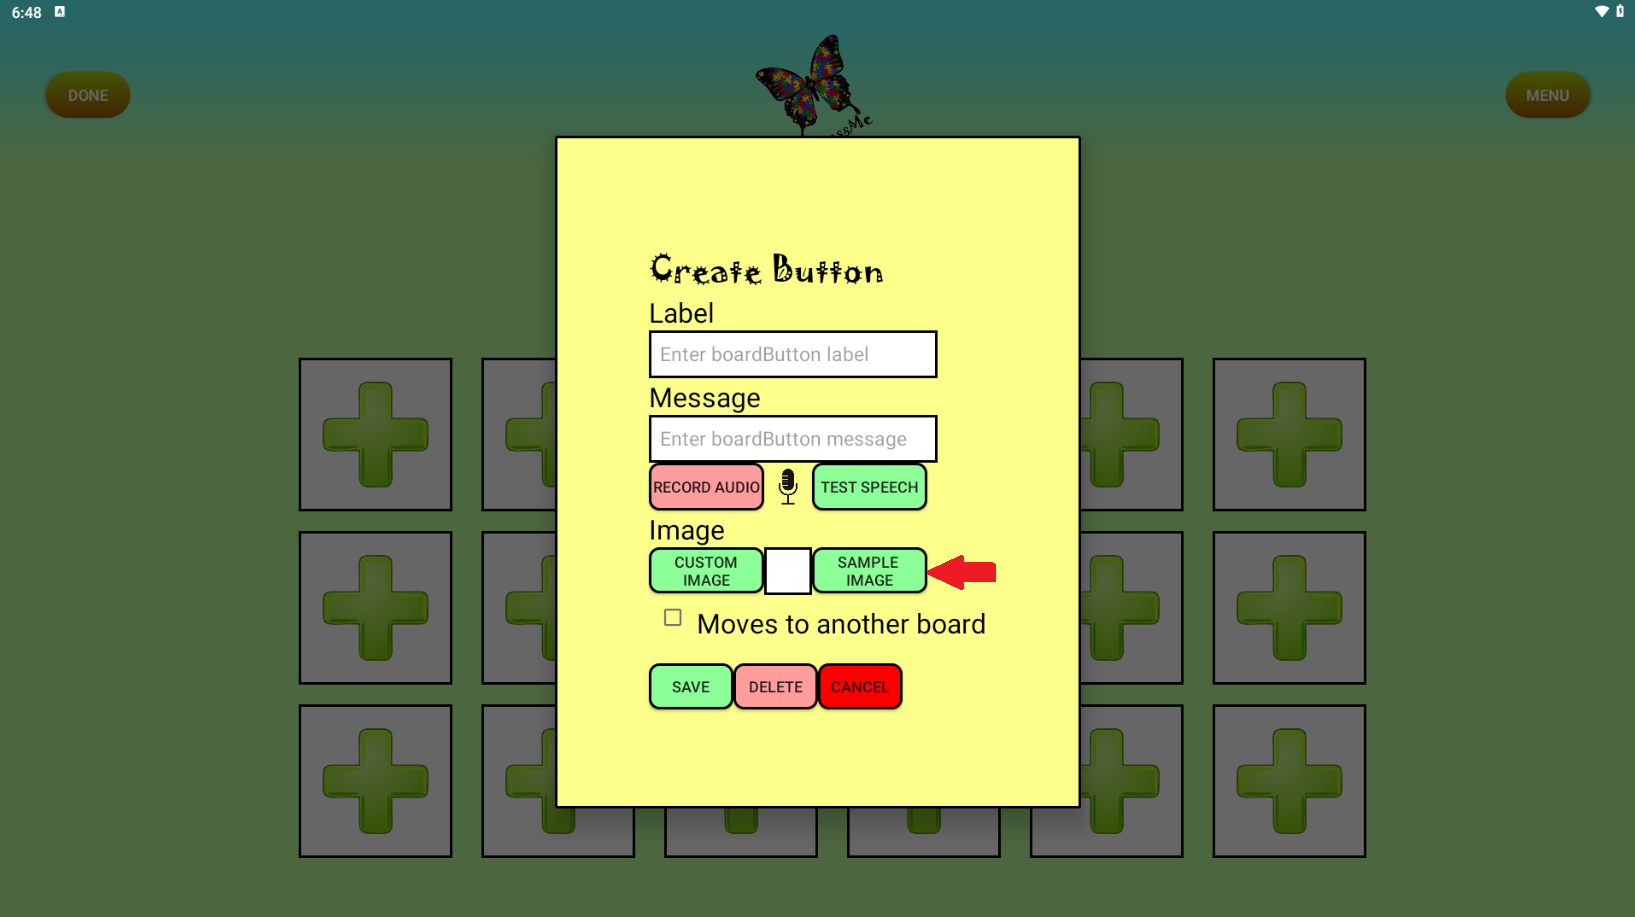 6:48
DONE
MENU
Create Button
Label
Enter boardButton label
Message
Enter boardButton message
RECORD AUDIO
TEST SPEECH
Image
CUSTOM
IMAGE
SAMPLE
IMAGE
Moves to another board
SAVE
DELETE
CANCEL